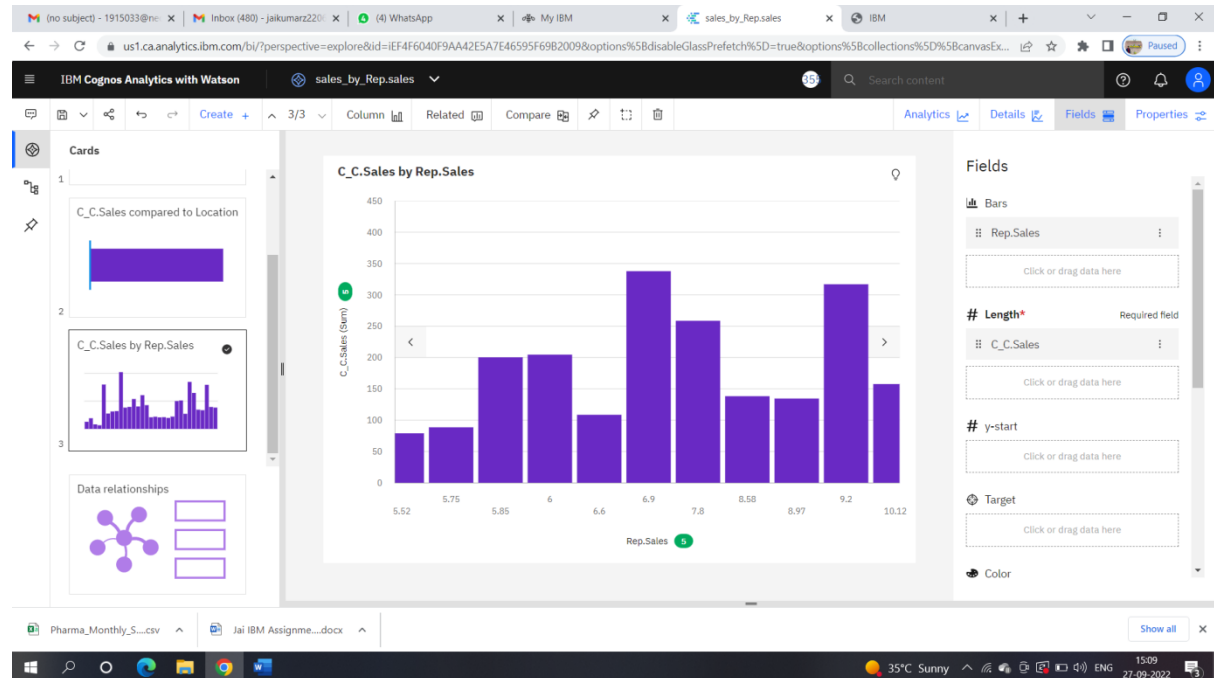 (no subject) - 1915033@ne
Inbox (480) - jaikumarz220
(4) WhatsApp
My IBM
sales_by_Rep.sales
IBM
us1.ca.analytics.ibm.com/bi/?perspective=explore&id=iEF4F6040F9AA42E5A7E46595F69B2009&options%5BdisableGlassPrefetch%5D=true&options%5Bcollections%5D%5BcanvasEx...
Paused
IBM Cognos Analytics with Watson
sales_by_Rep.sales
Search content
Create +
3/3
Column
Related
Compare
Analytics
Details
Fields
Properties
Cards
1
C_C.Sales compared to Location
2
C_C.Sales by Rep.Sales
3
Data relationships
C_C.Sales by Rep.Sales
450
400
350
300
250
200
150
100
50
0
C_C.Sales (Sum) 5
5.75 6 6.9 8.58 9.2
5.52 5.85 6.6 7.8 8.97 10.12
Rep.Sales 5
Fields
Bars
Rep.Sales
Click or drag data here
# Length* Required field
C_C.Sales
Click or drag data here
# y-start
Click or drag data here
Target
Click or drag data here
Color
Pharma_Monthly_S....csv
Jai IBM Assignme....docx
Show all
35°C Sunny
ENG
15:09
27-09-2022
3